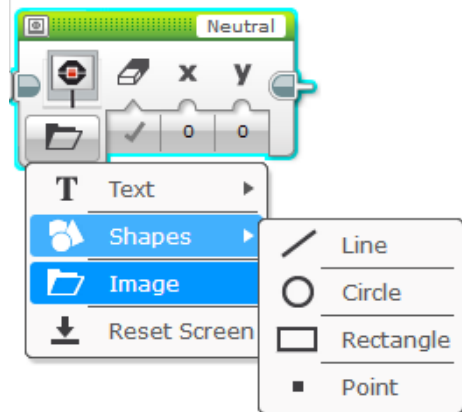 Neutral
x y
0 0
T Text
Shapes
Image
Reset Screen
Line
Circle
Rectangle
Point